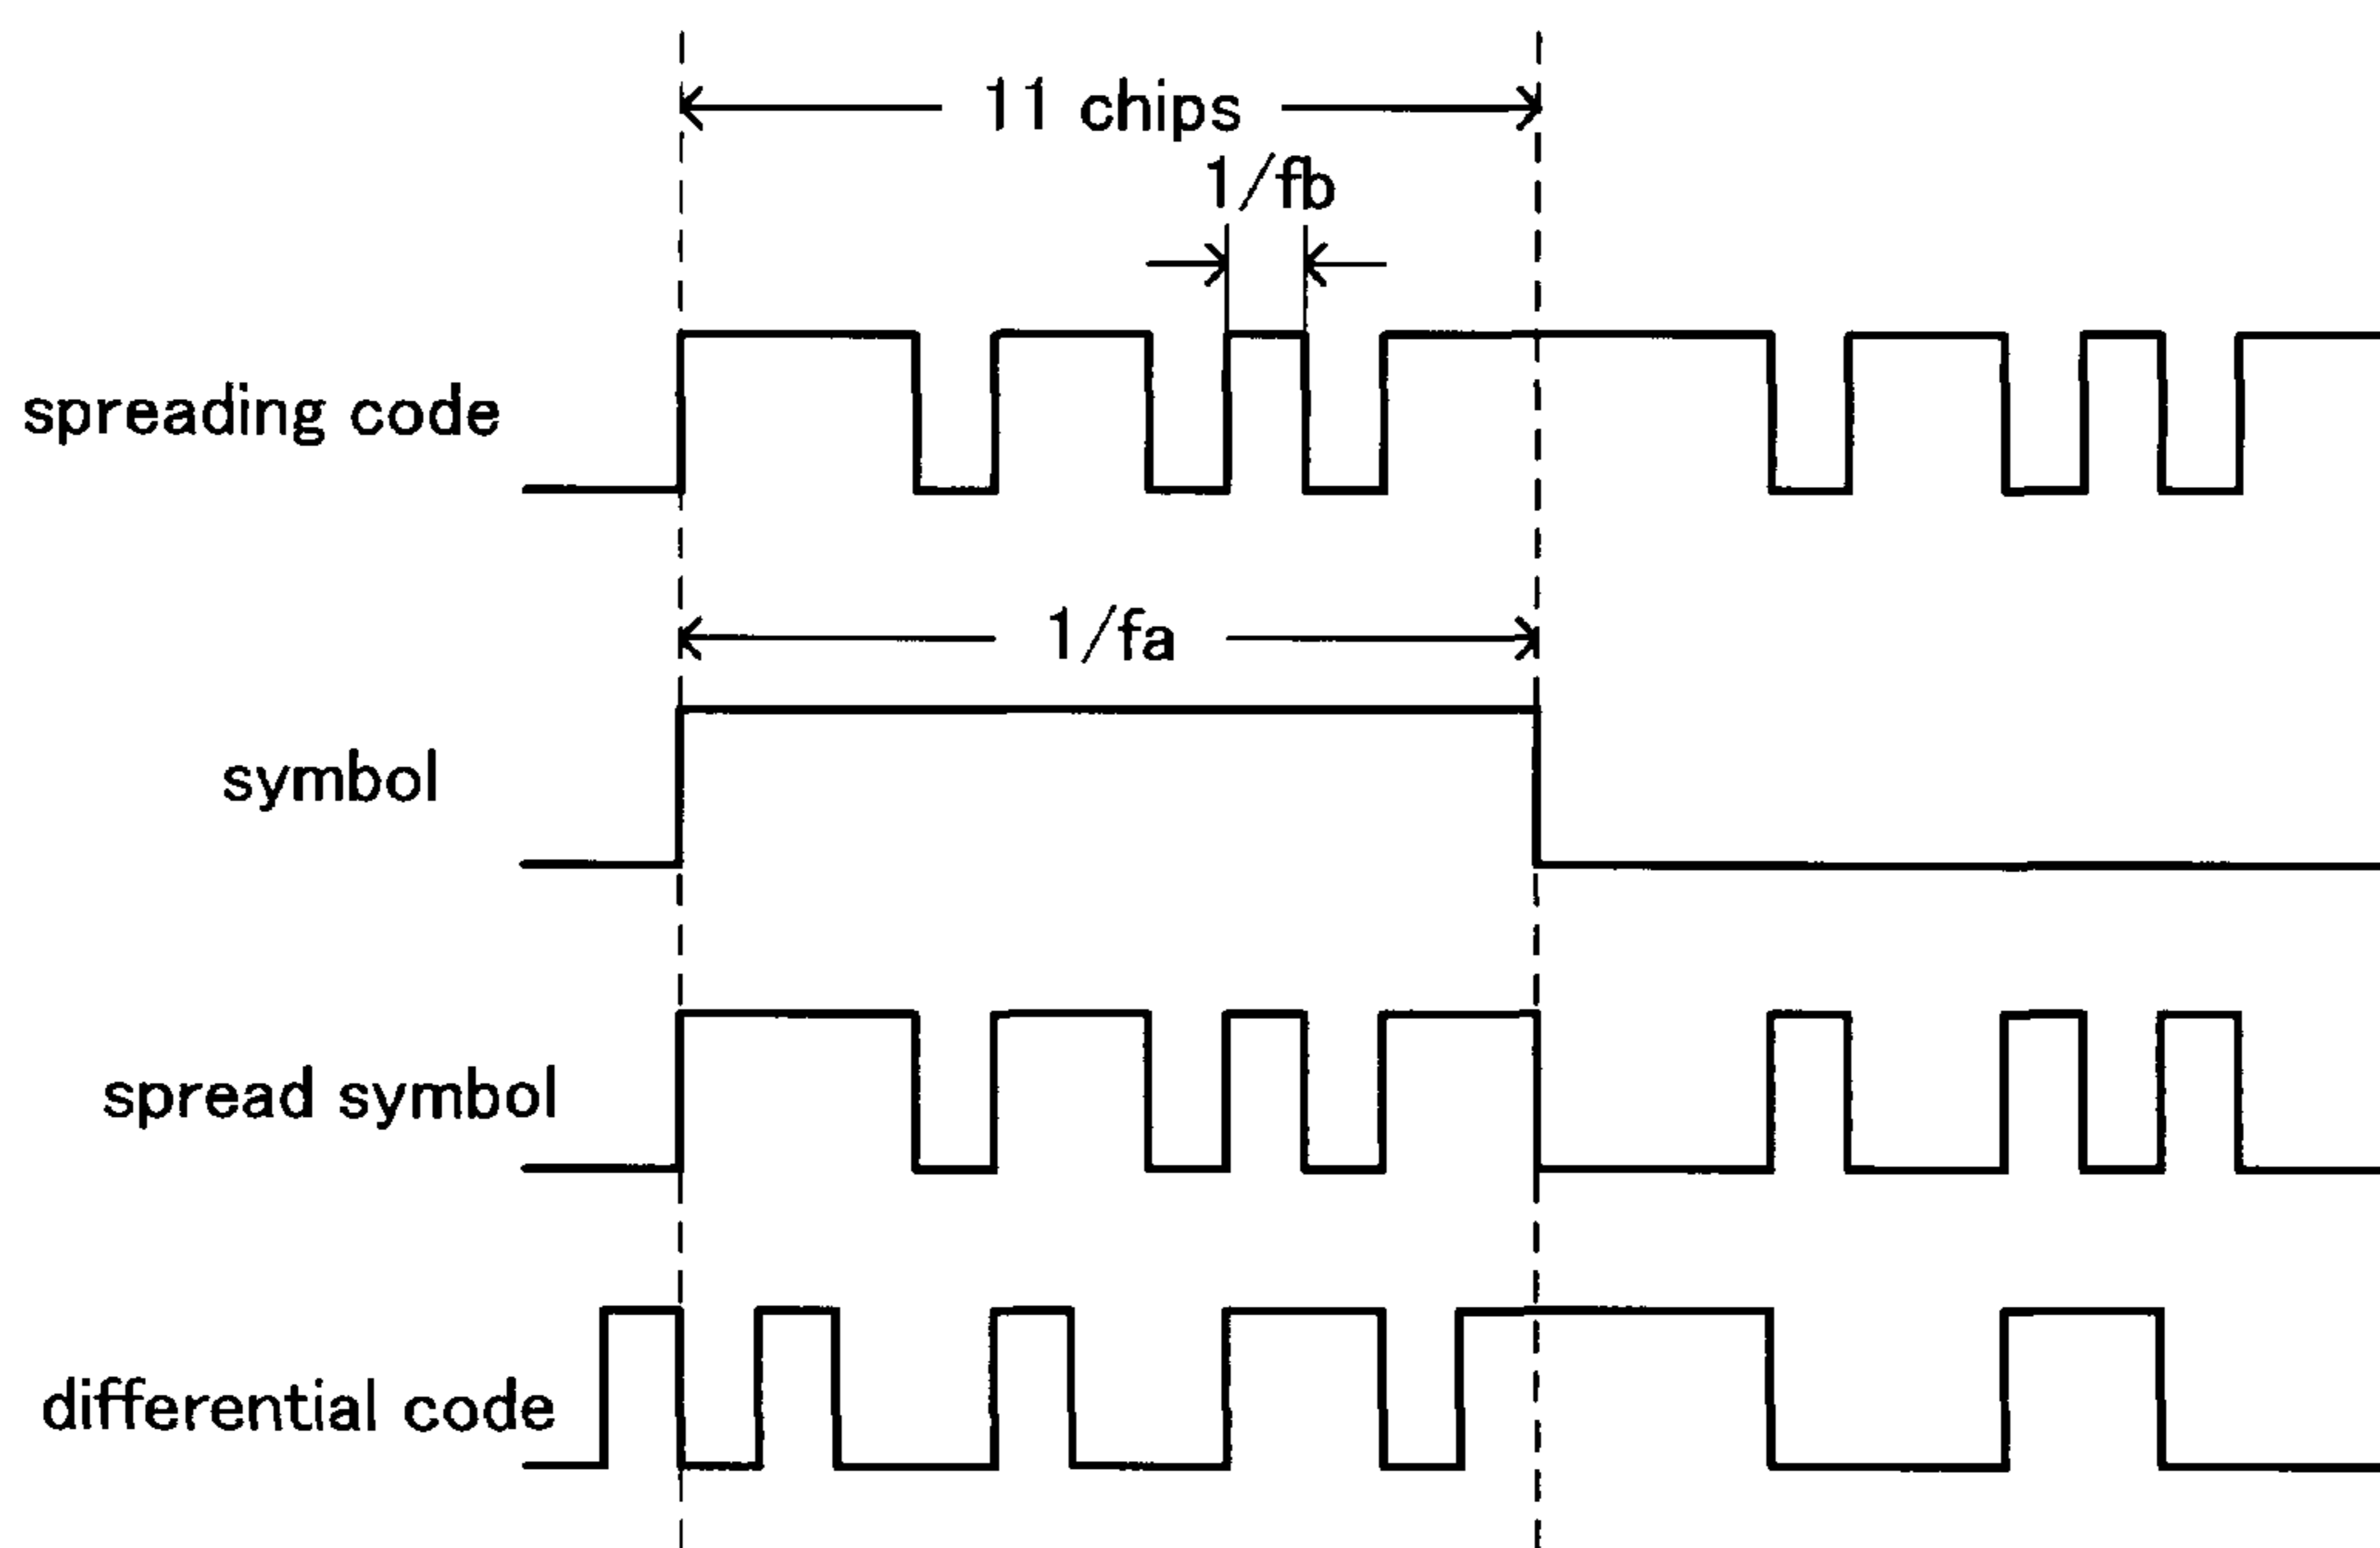 11 chips
1/fb
spreading code
1/fa
symbol
spread symbol
differential code